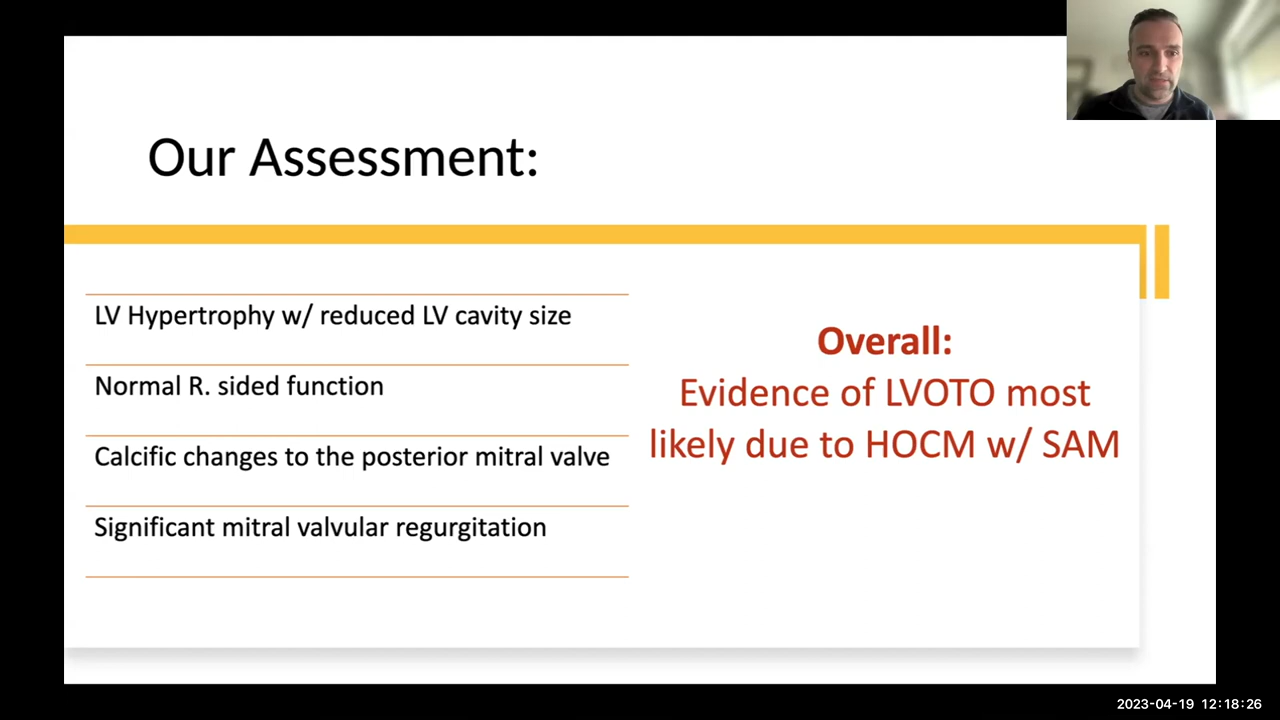 Our Assessment:
LV Hypertrophy w/ reduced LV cavity size
Normal R. sided function
Calcific changes to the posterior mitral valve
Significant mitral valvular regurgitation
Overall:
Evidence of LVOTO most
likely due to HOCM w/ SAM
2023-04-19 12:18:26